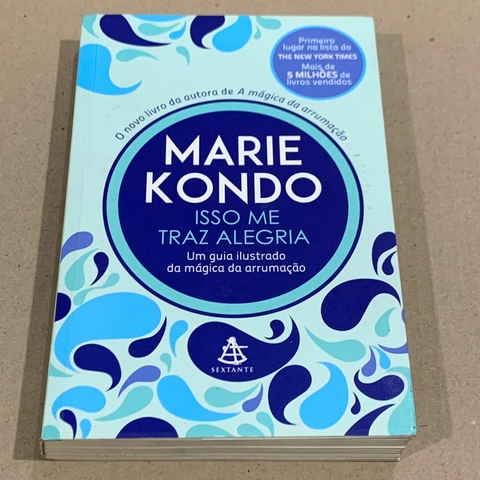 Primeiro
lugar na lista do
THE NEW YORK TIMES
Mais de
5 MILHÕES de
livros vendidos
O novo livro da autora de A mágica da arrumação
MARIE
KONDO
ISSO ME
TRAZ ALEGRIA
Um guia ilustrado
da mágica da arrumação
SEXTANTE